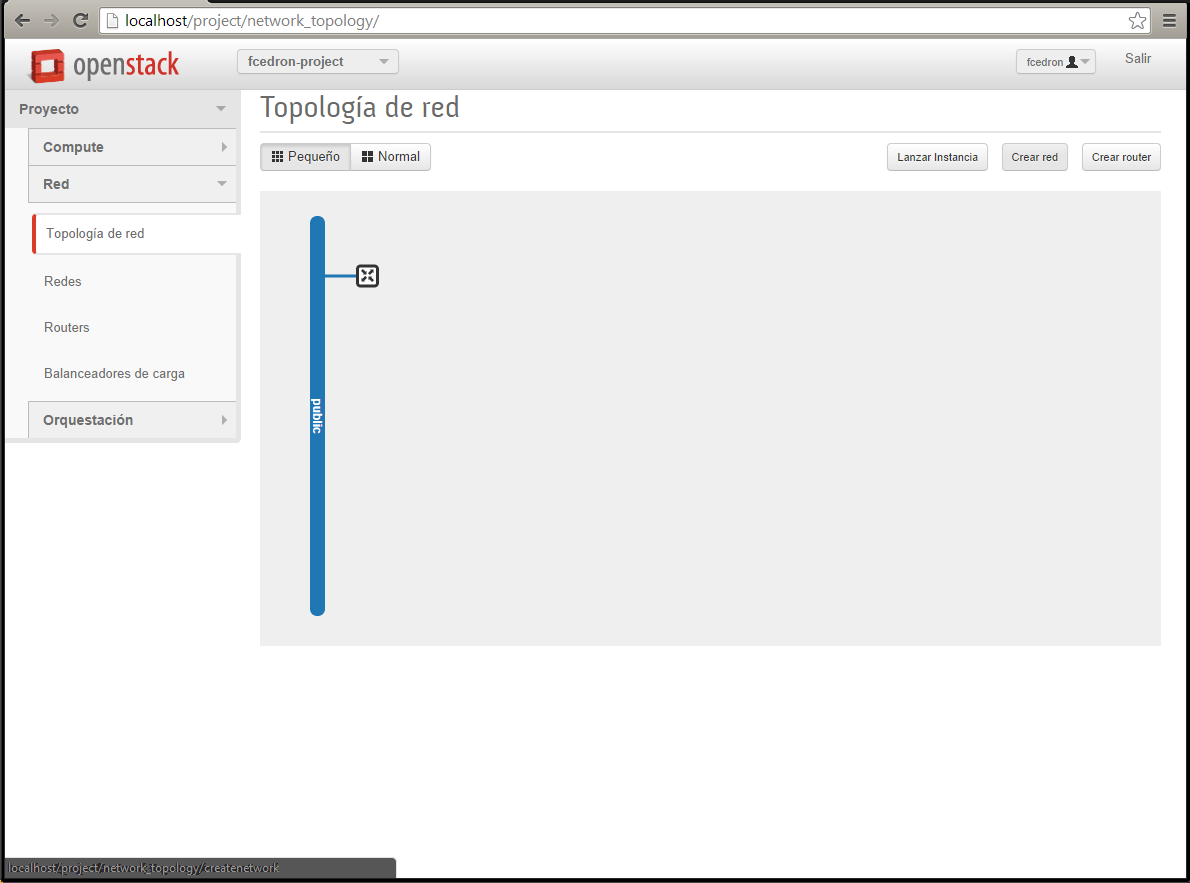 localhost/project/network_topology/
openstack
fcedron-project
fcedron
Salir
Proyecto
Compute
Red
Topología de red
Redes
Routers
Balanceadores de carga
Orquestación
Topología de red
Pequeño
Normal
Lanzar Instancia
Crear red
Crear router
public
localhost/project/network_topology/createnetwork